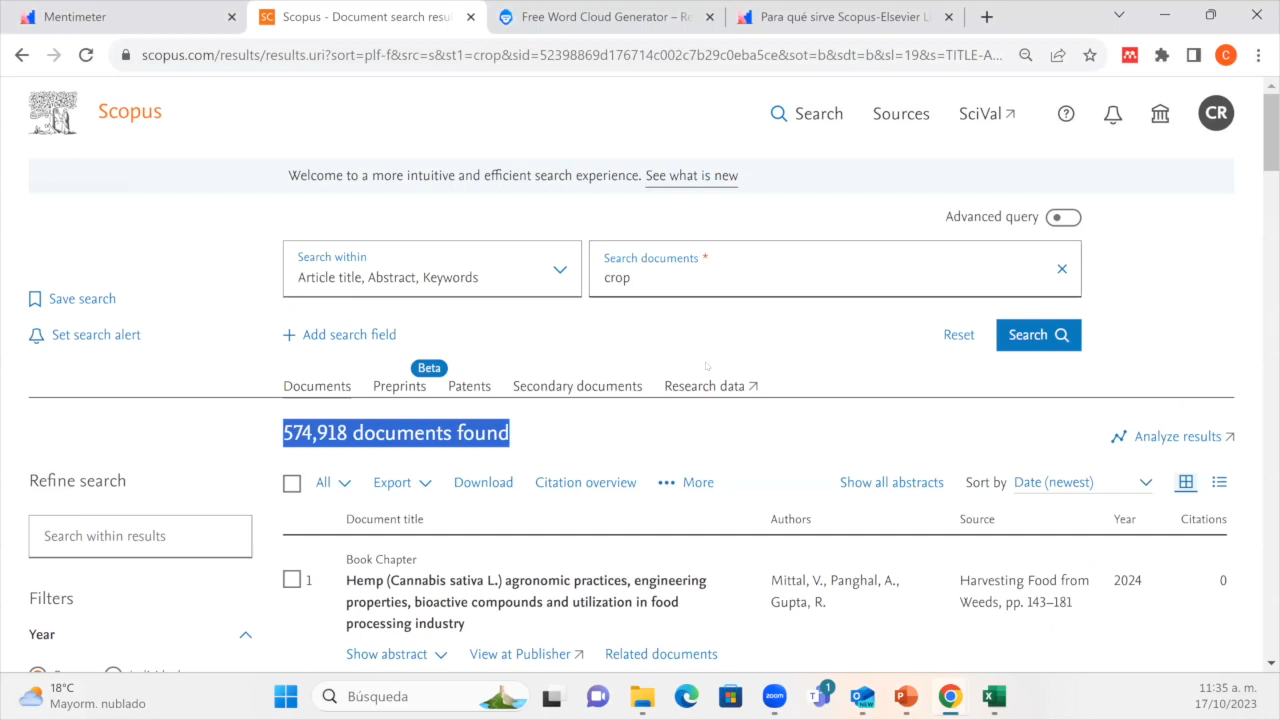 Mentimeter
SC Scopus - Document search resul
Free Word Cloud Generator – Re
Para qué sirve Scopus-Elsevier L
scopus.com/results/results.uri?sort=plf-f&src=s&st1=crop&sid=52398869d176714c002c7b29c0eba5ce&sot=b&sdt=b&sl=19&s=TITLE-A...
C
Scopus
Search
Sources
SciVal
CR
Welcome to a more intuitive and efficient search experience. See what is new
Advanced query
Search within
Article title, Abstract, Keywords
Search documents *
crop
Save search
Set search alert
Add search field
Reset
Search
Beta
Documents
Preprints
Patents
Secondary documents
Research data
574,918 documents found
Analyze results
Refine search
All
Export
Download
Citation overview
More
Show all abstracts
Sort by
Date (newest)
Search within results
Document title
Authors
Source
Year
Citations
Book Chapter
1
Hemp (Cannabis sativa L.) agronomic practices, engineering
properties, bioactive compounds and utilization in food
processing industry
Mittal, V., Panghal, A.,
Gupta, R.
Harvesting Food from
Weeds, pp. 143–181
2024
0
Filters
Year
Show abstract
View at Publisher
Related documents
18°C
Mayorm. nublado
Búsqueda
zoom
1
NEW
11:35 a. m.
17/10/2023